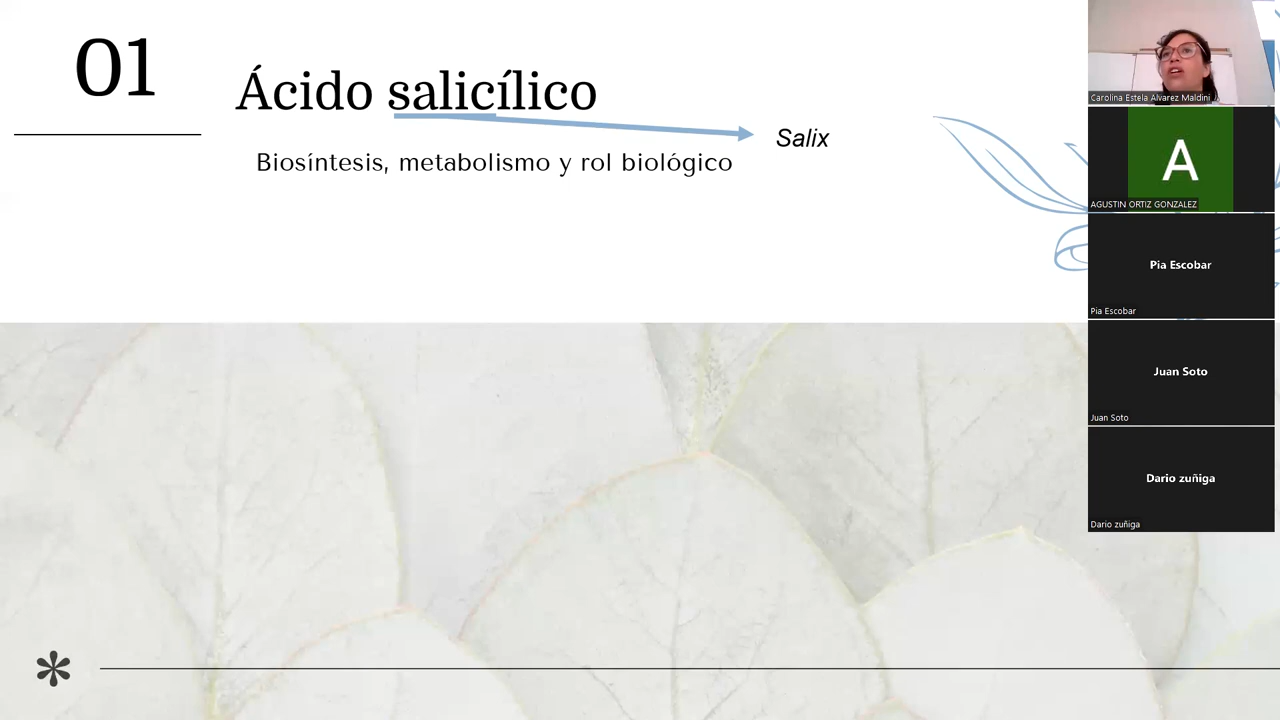 01
Ácido salicílico
Salix
Biosíntesis, metabolismo y rol biológico
Carolina Estela Alvarez Maldini
A
AGUSTIN ORTIZ GONZALEZ
Pia Escobar
Pia Escobar
Juan Soto
Juan Soto
Dario zuñiga
Dario zuñiga